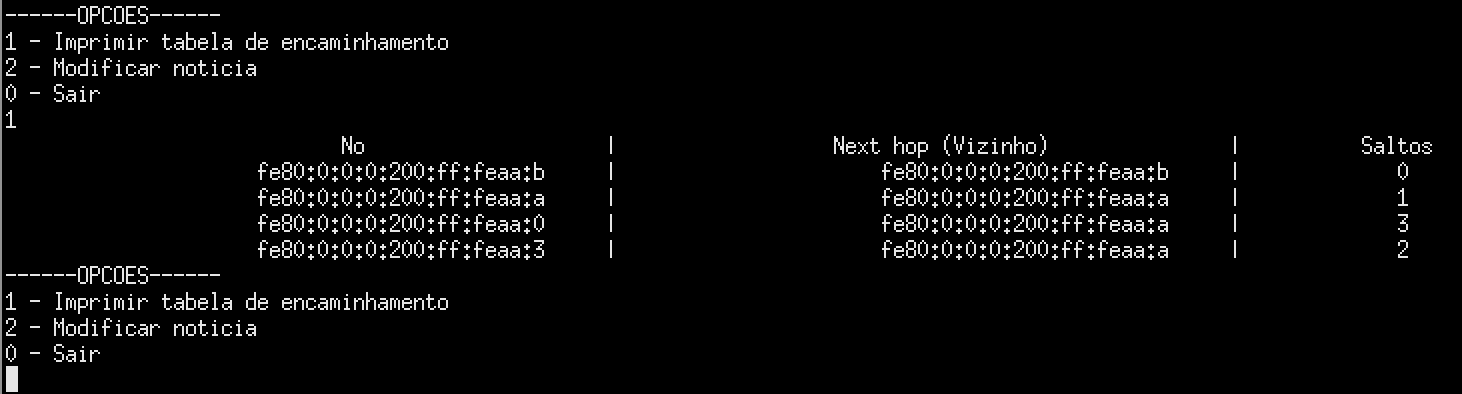 ------OPCOES------
1 - Imprimir tabela de encaminhamento
2 - Modificar noticia
0 - Sair
1
No | Next hop (Vizinho) | Saltos
fe80:0:0:0:200:ff:feaa:b | fe80:0:0:0:200:ff:feaa:b | 0
fe80:0:0:0:200:ff:feaa:a | fe80:0:0:0:200:ff:feaa:a | 1
fe80:0:0:0:200:ff:feaa:0 | fe80:0:0:0:200:ff:feaa:a | 3
fe80:0:0:0:200:ff:feaa:3 | fe80:0:0:0:200:ff:feaa:a | 2
------OPCOES------
1 - Imprimir tabela de encaminhamento
2 - Modificar noticia
0 - Sair